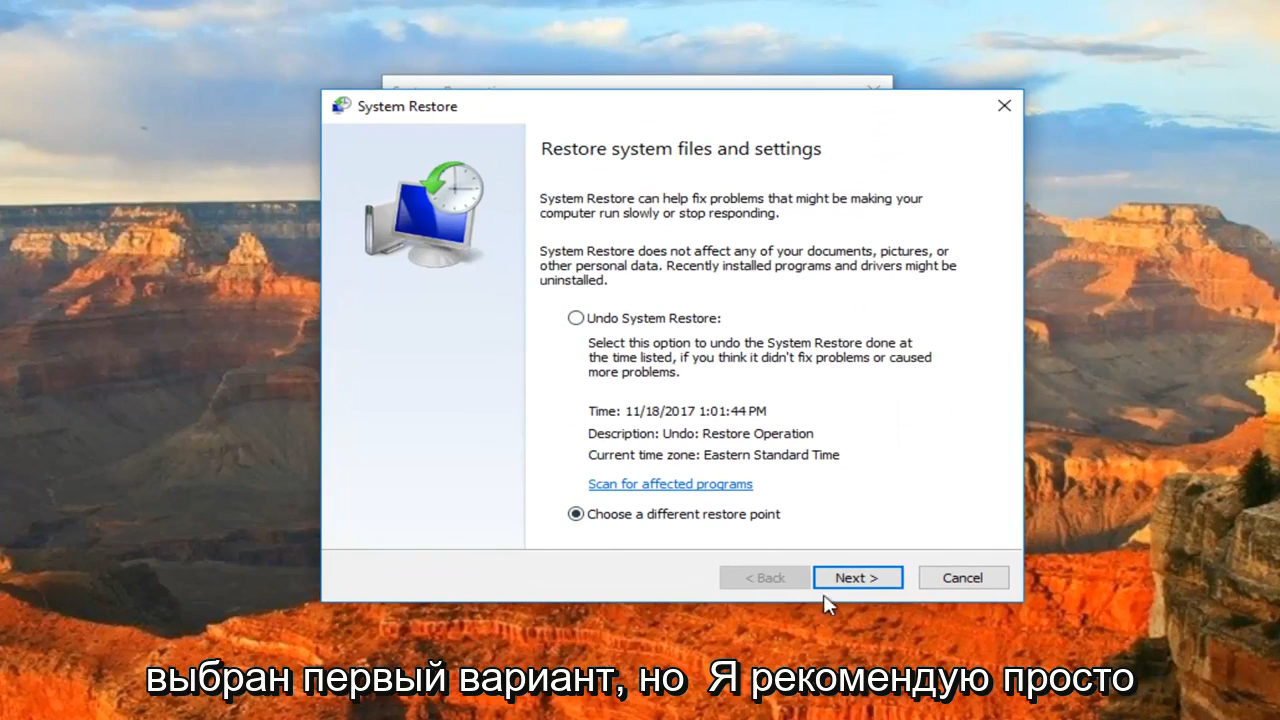 System Restore
Restore system files and settings
System Restore can help fix problems that might be making your
computer run slowly or stop responding.
System Restore does not affect any of your documents, pictures, or
other personal data. Recently installed programs and drivers might be
uninstalled.
Undo System Restore:
Select this option to undo the System Restore done at
the time listed, if you think it didn't fix problems or caused
more problems.
Time: 11/18/2017 1:01:44 PM
Description: Undo: Restore Operation
Current time zone: Eastern Standard Time
Scan for affected programs
Choose a different restore point
< Back
Next >
Cancel
выбран первый вариант, но Я рекомендую просто